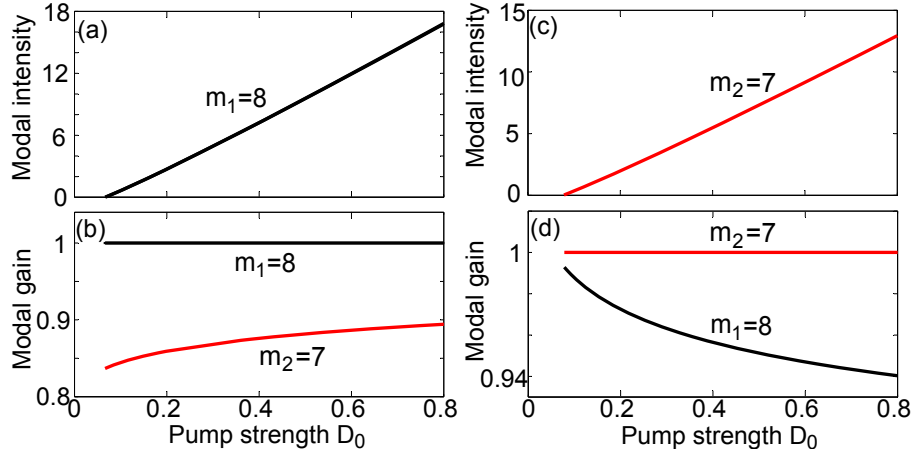 (a)
Modal intensity
18
12
6
0
m1=8
(b)
Modal gain
1
0.9
0.8
m1=8
m2=7
0 0.2 0.4 0.6 0.8
Pump strength D0
(c)
Modal intensity
15
10
5
0
m2=7
(d)
Modal gain
1
0.94
m2=7
m1=8
0 0.2 0.4 0.6 0.8
Pump strength D0